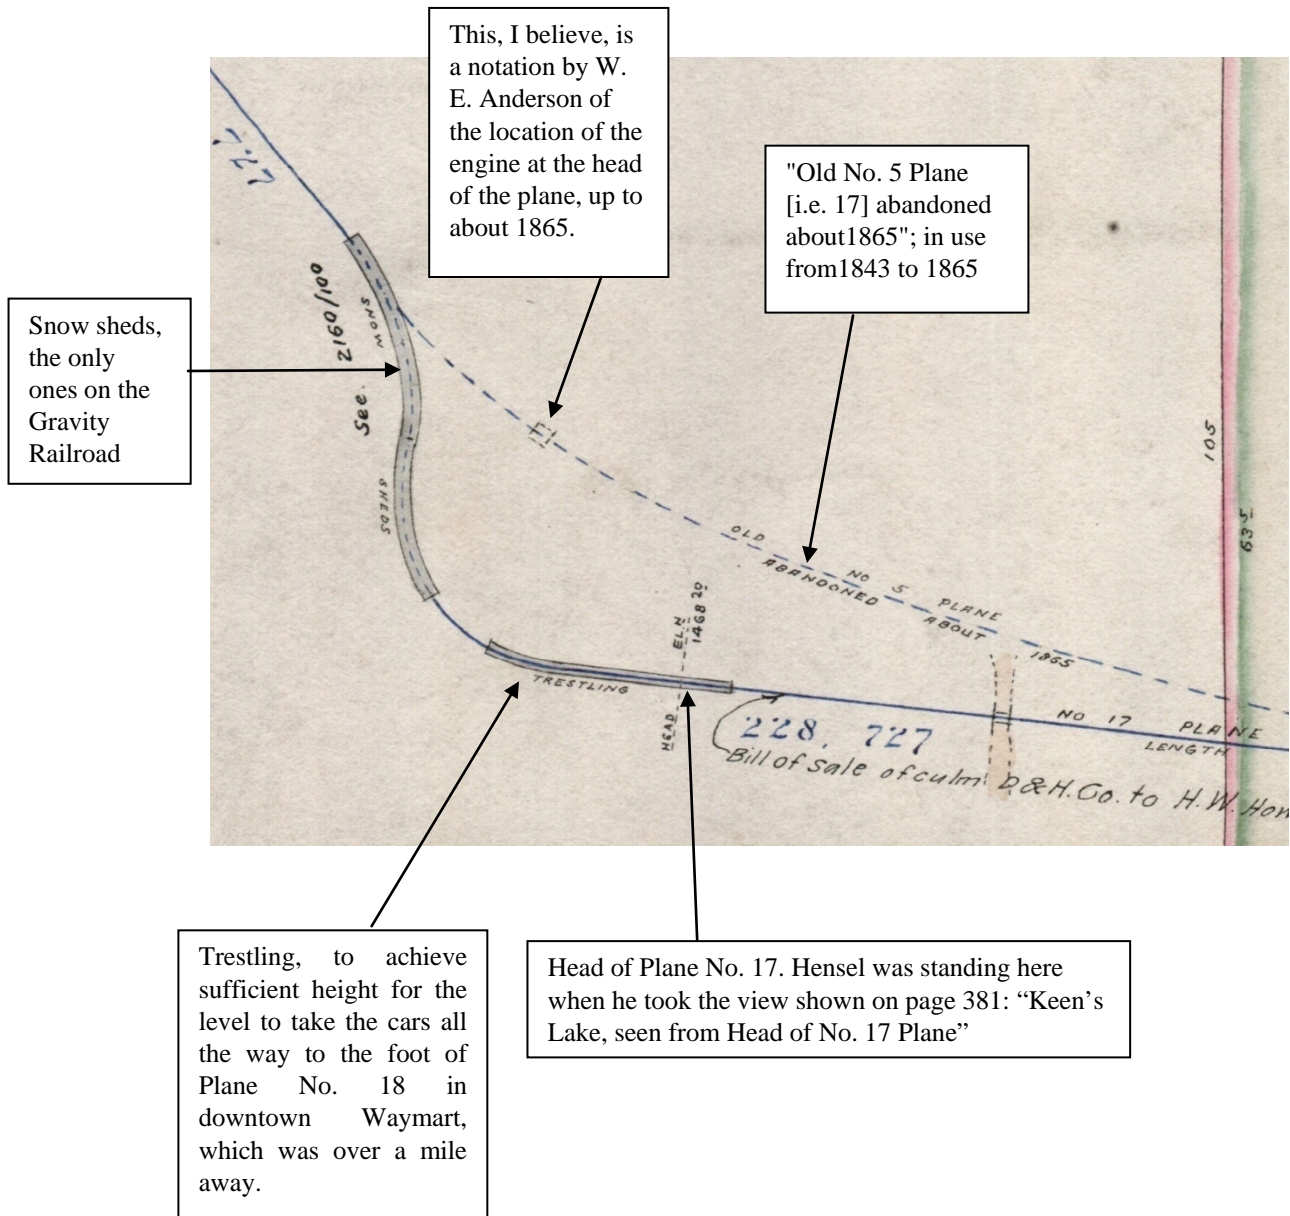 This, I believe, is
a notation by W.
E. Anderson of
the location of the
engine at the head
of the plane, up to
about 1865.
"Old No. 5 Plane
[i.e. 17] abandoned
about1865"; in use
from1843 to 1865
Snow sheds,
the only
ones on the
Gravity
Railroad
727
See. 2160/100
SNOW
SHEDS
105
635
OLD NO 5 PLANE
ABANDONED ABOUT 1865
EL.N
1468 20
HEAD
TRESTLING
228, 727
NO 17 PLANE
LENGTH
Bill of Sale of culm D&H.Co. to H.W. How
Trestling, to achieve
sufficient height for the
level to take the cars all
the way to the foot of
Plane No. 18 in
downtown Waymart,
which was over a mile
away.
Head of Plane No. 17. Hensel was standing here
when he took the view shown on page 381: “Keen’s
Lake, seen from Head of No. 17 Plane”